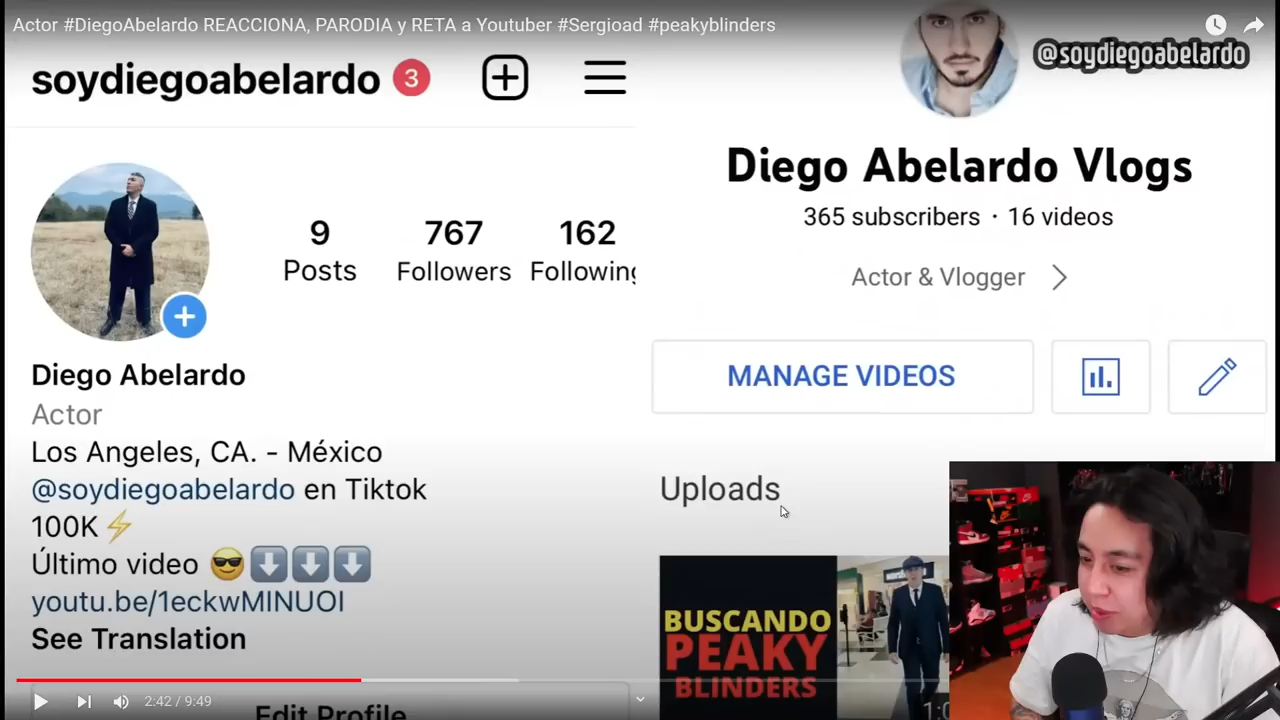 Actor #DiegoAbelardo REACCIONA, PARODIA y RETA a Youtuber #Sergioad #peakyblinders
@soydiegoabelardo
soydiegoabelardo 3
9 767 162
Posts Followers Following
Diego Abelardo
Actor
Los Angeles, CA. - México
@soydiegoabelardo en Tiktok
100K⚡
Último video 😎⬇️⬇️⬇️
youtu.be/1eckwMINUOI
See Translation
Edit Profile
Diego Abelardo Vlogs
365 subscribers · 16 videos
Actor & Vlogger
MANAGE VIDEOS
Uploads
BUSCANDO
PEAKY
BLINDERS
2:42 / 9:49